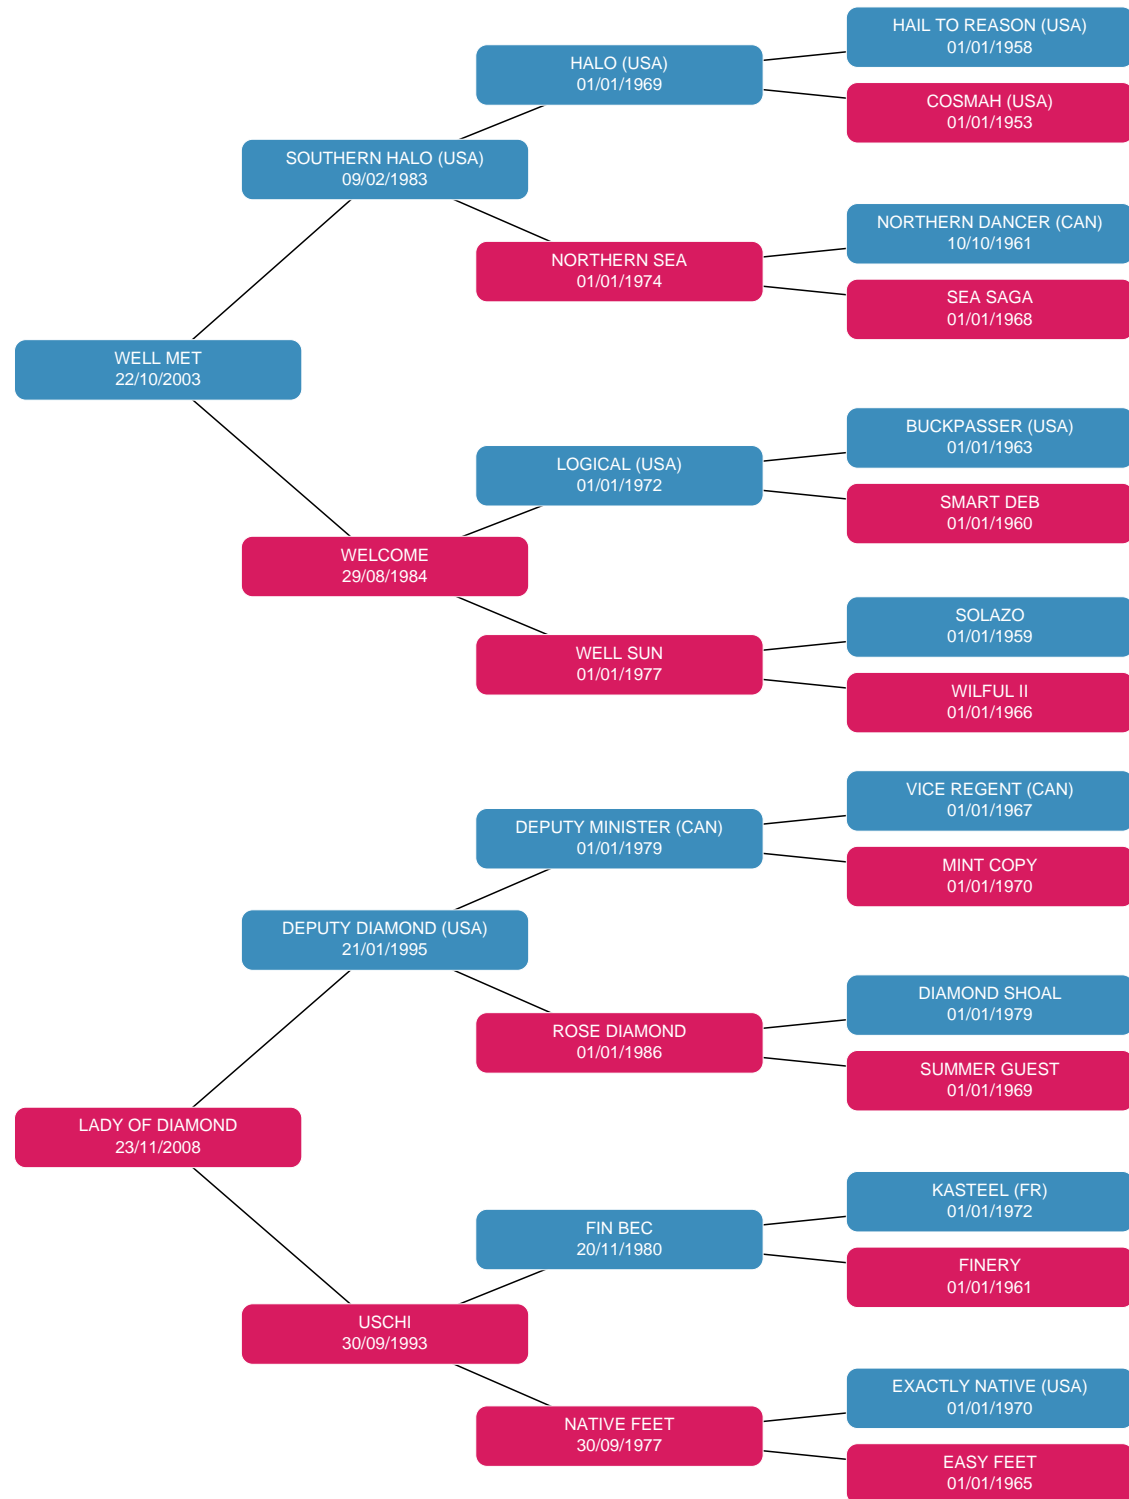 HAIL TO REASON (USA)
01/01/1958
HALO (USA)
01/01/1969
COSMAH (USA)
01/01/1953
SOUTHERN HALO (USA)
09/02/1983
NORTHERN DANCER (CAN)
10/10/1961
NORTHERN SEA
01/01/1974
SEA SAGA
01/01/1968
WELL MET
22/10/2003
BUCKPASSER (USA)
01/01/1963
LOGICAL (USA)
01/01/1972
SMART DEB
01/01/1960
WELCOME
29/08/1984
SOLAZO
01/01/1959
WELL SUN
01/01/1977
WILFUL II
01/01/1966
VICE REGENT (CAN)
01/01/1967
DEPUTY MINISTER (CAN)
01/01/1979
MINT COPY
01/01/1970
DEPUTY DIAMOND (USA)
21/01/1995
DIAMOND SHOAL
01/01/1979
ROSE DIAMOND
01/01/1986
SUMMER GUEST
01/01/1969
LADY OF DIAMOND
23/11/2008
KASTEEL (FR)
01/01/1972
FIN BEC
20/11/1980
FINERY
01/01/1961
USCHI
30/09/1993
EXACTLY NATIVE (USA)
01/01/1970
NATIVE FEET
30/09/1977
EASY FEET
01/01/1965